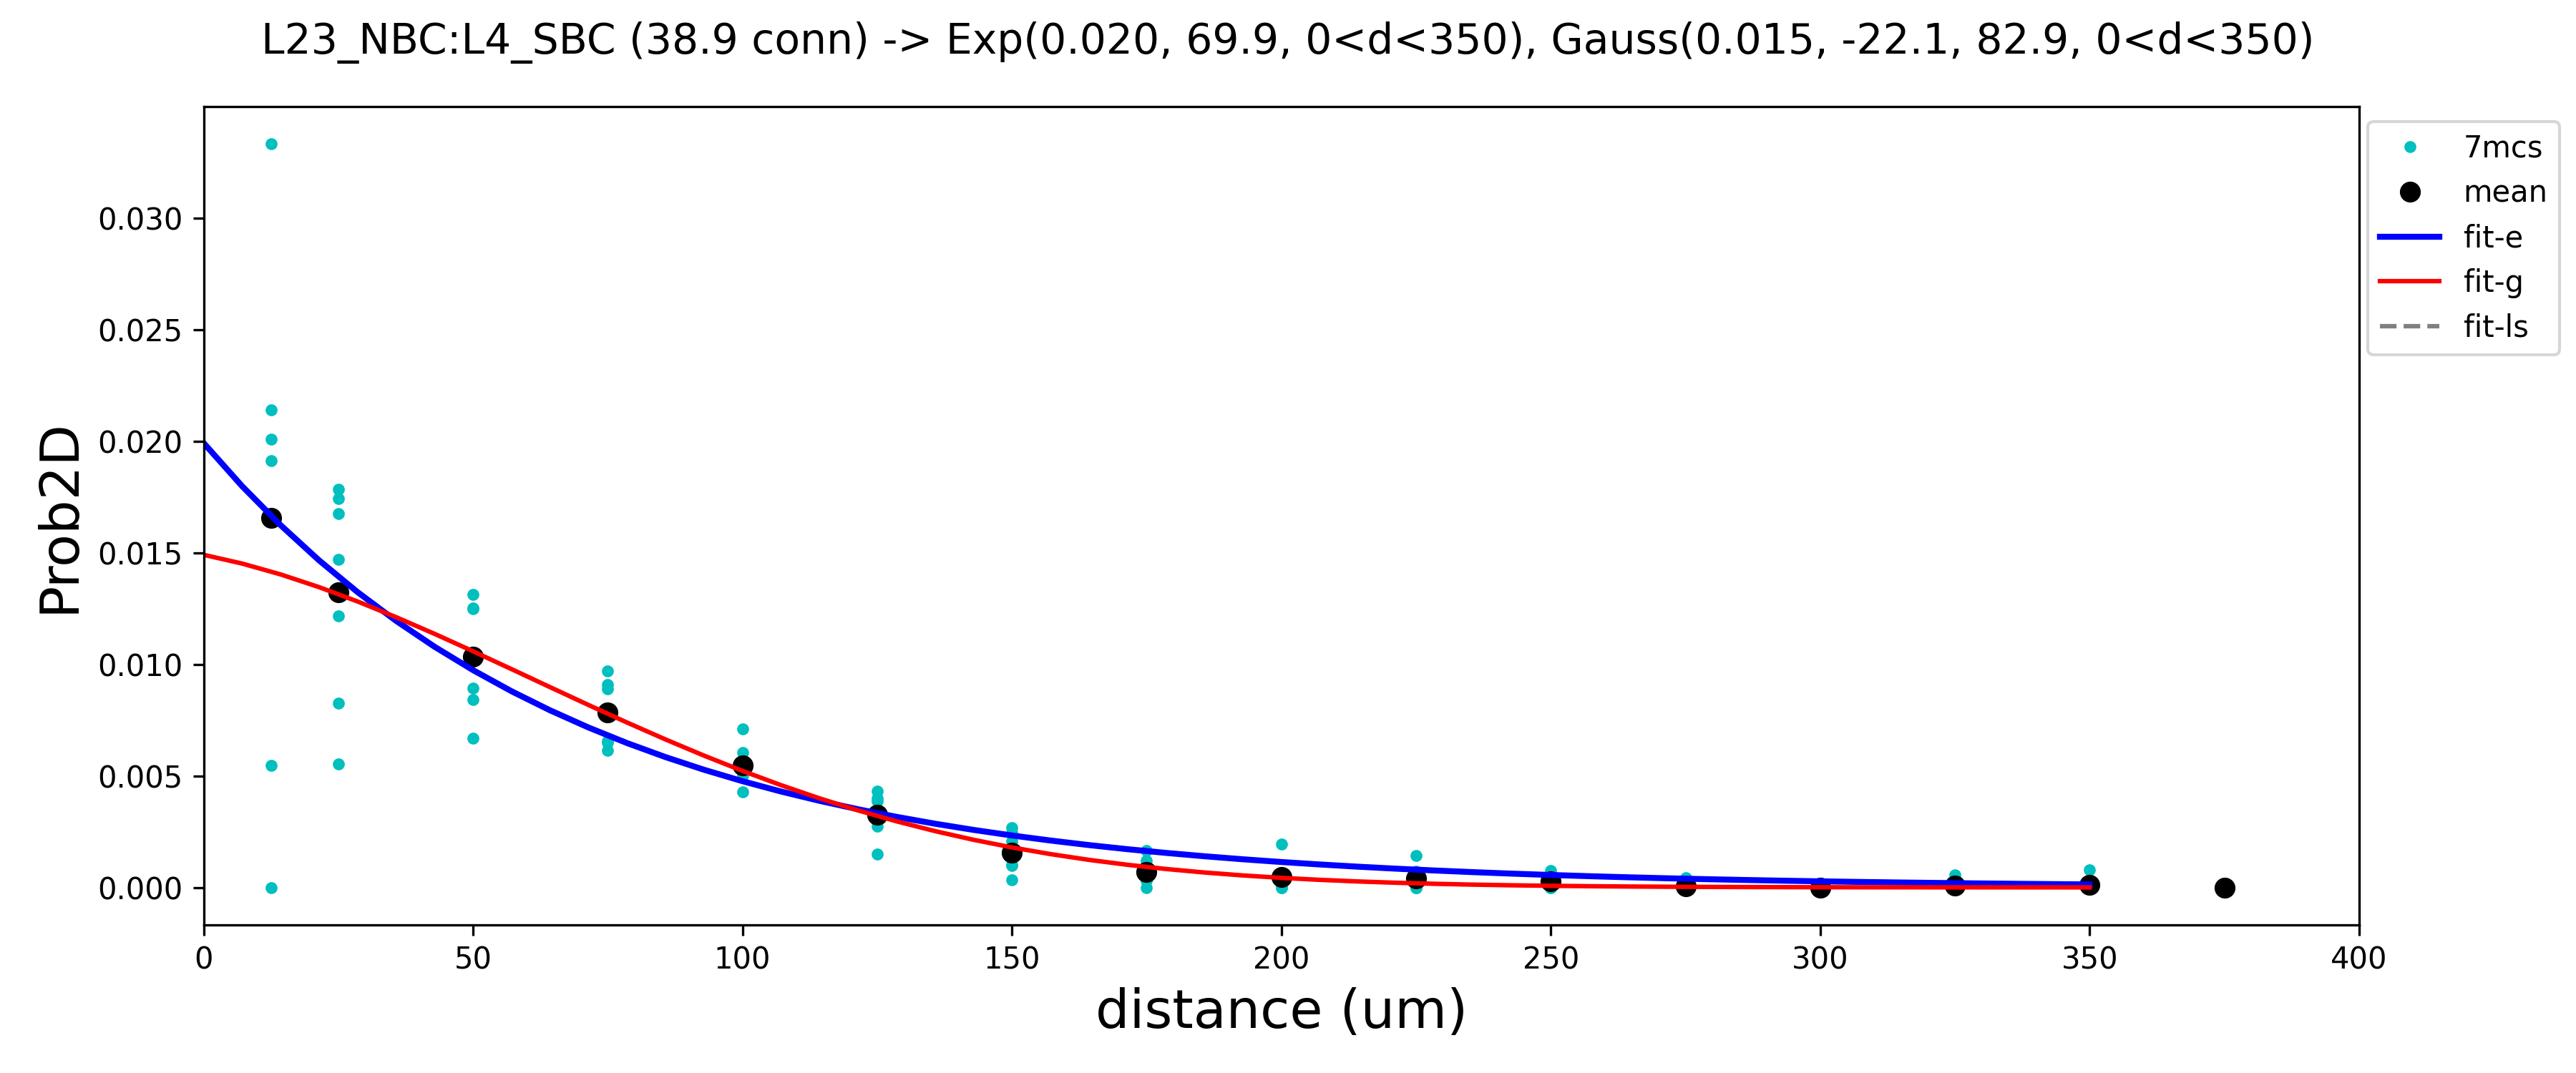 L23_NBC:L4_SBC (38.9 conn) -> Exp(0.020, 69.9, 0<d<350), Gauss(0.015, -22.1, 82.9, 0<d<350)
7mcs
mean
fit-e
fit-g
fit-ls
Prob2D
0.030
0.025
0.020
0.015
0.010
0.005
0.000
0 50 100 150 200 250 300 350 400
distance (um)